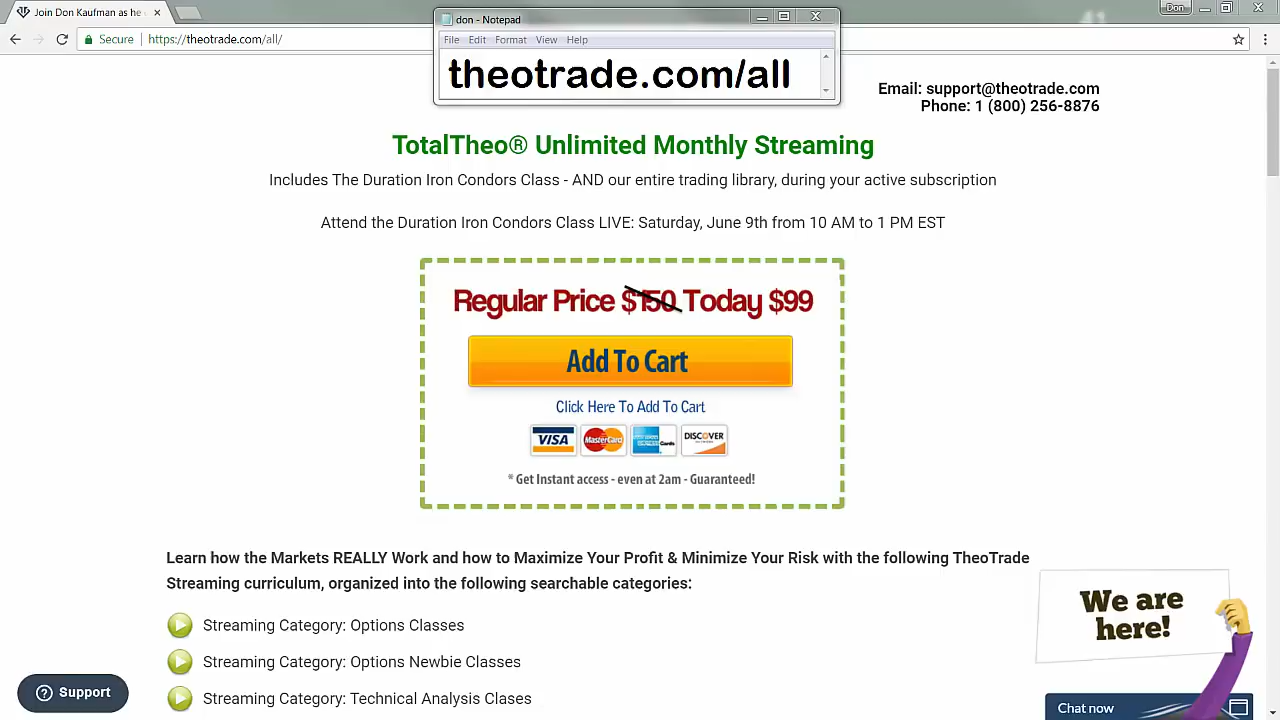 Join Don Kaufman as he
Don
Secure
https://theotrade.com/all/
don - Notepad
File Edit Format View Help
theotrade.com/all
Email: support@theotrade.com
Phone: 1 (800) 256-8876
TotalTheo® Unlimited Monthly Streaming
Includes The Duration Iron Condors Class - AND our entire trading library, during your active subscription
Attend the Duration Iron Condors Class LIVE: Saturday, June 9th from 10 AM to 1 PM EST
Regular Price $150 Today $99
Add To Cart
Click Here To Add To Cart
VISA MasterCard AMERICAN EXPRESS Cards DISCOVER
* Get Instant access - even at 2am - Guaranteed!
Learn how the Markets REALLY Work and how to Maximize Your Profit & Minimize Your Risk with the following TheoTrade
Streaming curriculum, organized into the following searchable categories:
Streaming Category: Options Classes
Streaming Category: Options Newbie Classes
Streaming Category: Technical Analysis Clases
We are
here!
Support
Chat now